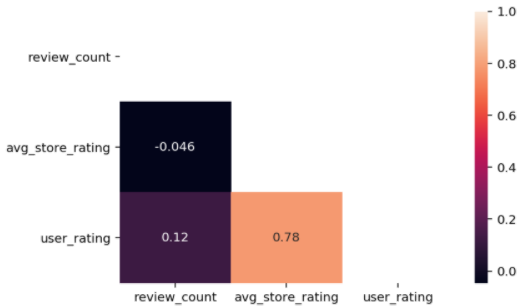 1.0
review_count
0.8
0.6
avg_store_rating
-0.046
0.4
0.2
user_rating
0.12
0.78
0.0
review_count
avg_store_rating
user_rating